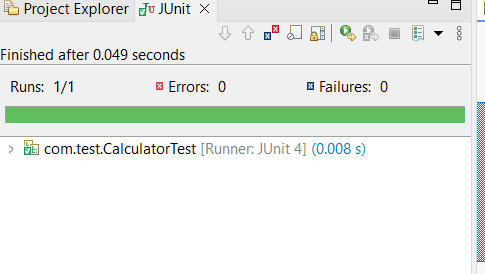 Project Explorer JUnit
Finished after 0.049 seconds
Runs: 1/1 Errors: 0 Failures: 0
com.test.CalculatorTest [Runner: JUnit 4] (0.008 s)